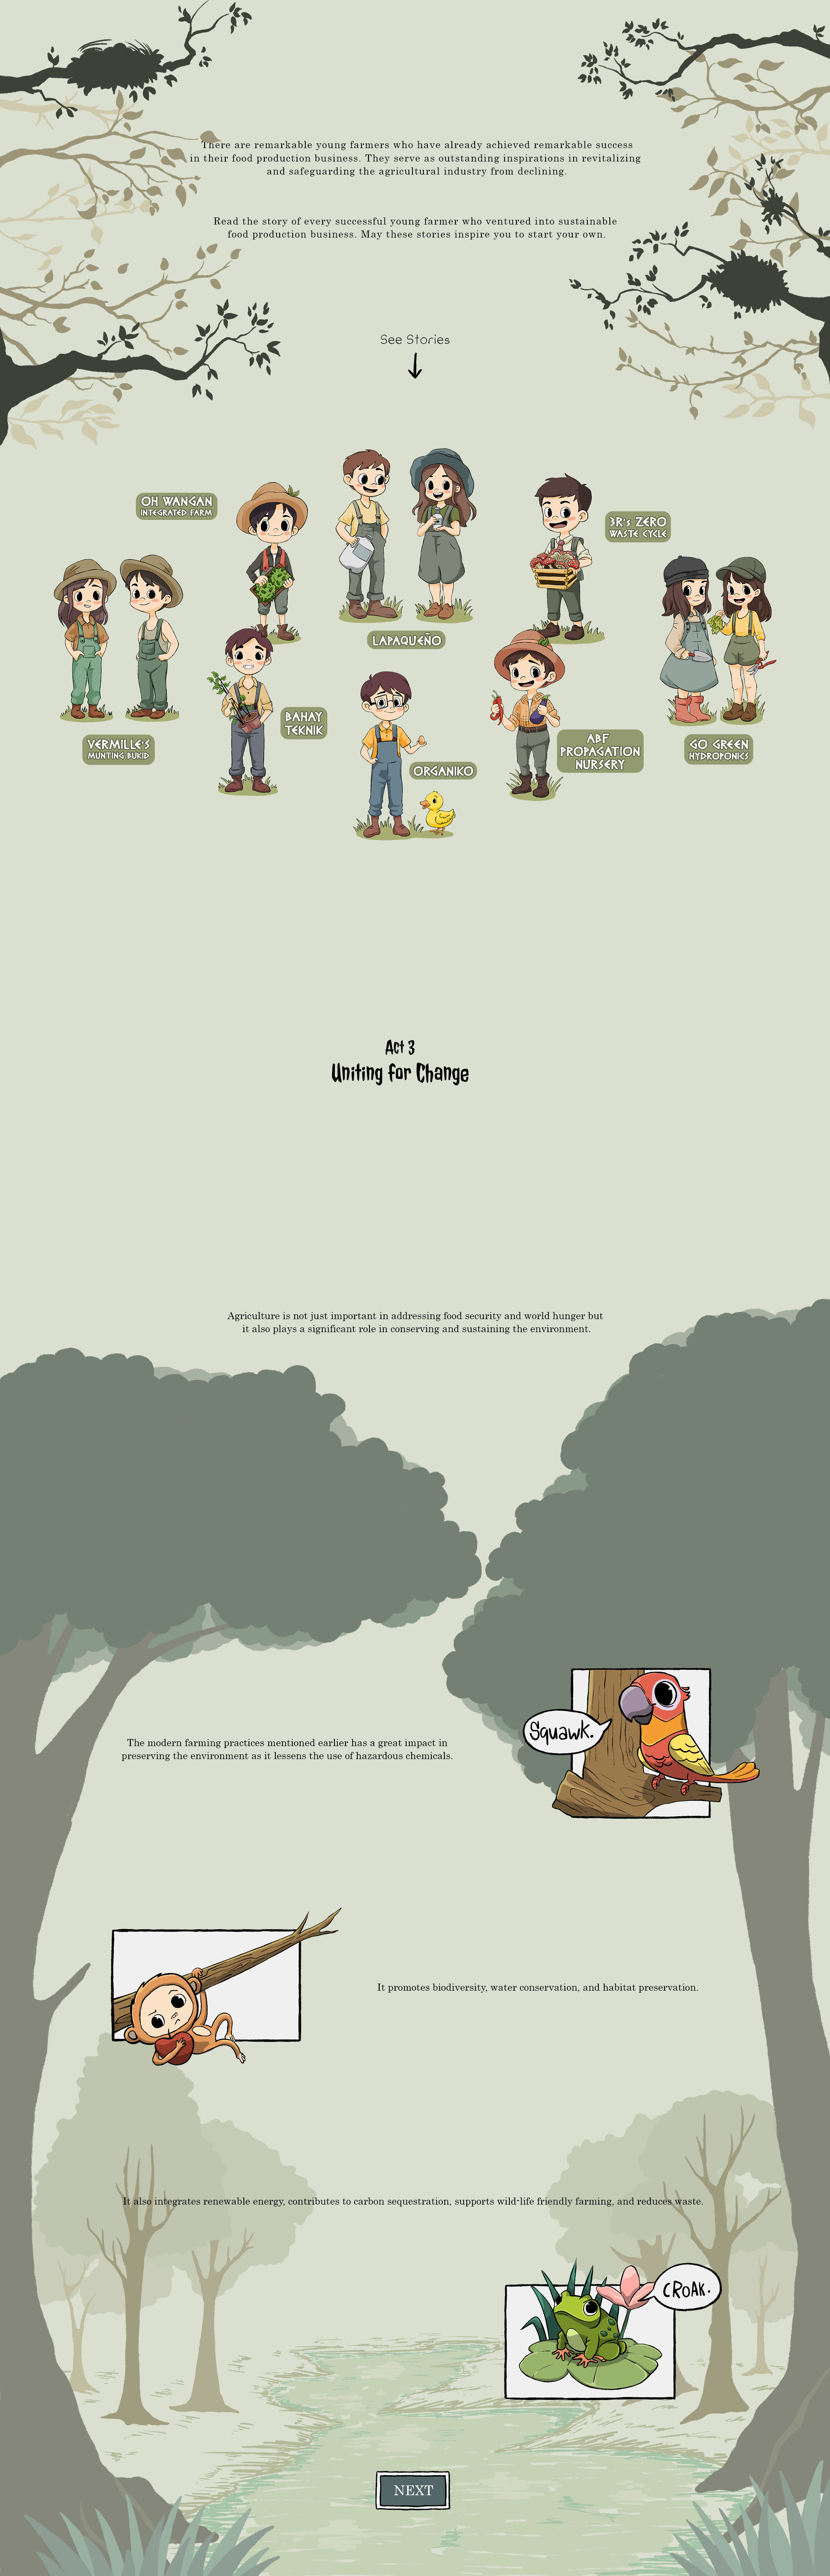 There are remarkable young farmers who have already achieved remarkable success
in their food production business. They serve as outstanding inspirations in revitalizing
and safeguarding the agricultural industry from declining.
Read the story of every successful young farmer who ventured into sustainable
food production business. May these stories inspire you to start your own.
See Stories
OH WANGAN
INTEGRATED FARM
3R's ZERO
WASTE CYCLE
LAPAQUEÑO
BAHAY
TEKNIK
VERMILLE'S
MUNTING BUKID
ORGANIKO
ABF
PROPAGATION
NURSERY
GO GREEN
HYDROPONICS
Act 3
Uniting for Change
Agriculture is not just important in addressing food security and world hunger but
it also plays a significant role in conserving and sustaining the environment.
Squawk.
The modern farming practices mentioned earlier has a great impact in
preserving the environment as it lessens the use of hazardous chemicals.
It promotes biodiversity, water conservation, and habitat preservation.
It also integrates renewable energy, contributes to carbon sequestration, supports wild-life friendly farming, and reduces waste.
CROAK.
NEXT